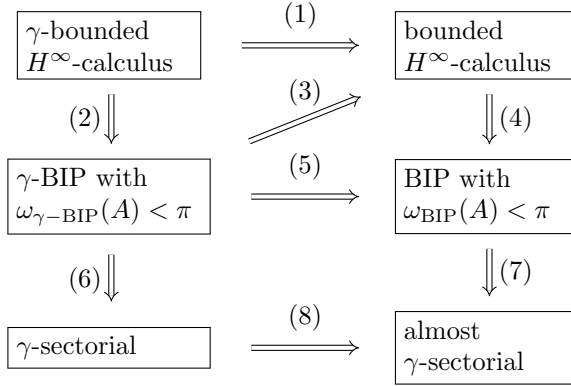 γ-bounded
H^∞-calculus
(1)
bounded
H^∞-calculus
(2)
(3)
(4)
γ-BIP with
ω_{γ−BIP}(A) < π
(5)
BIP with
ω_{BIP}(A) < π
(6)
(7)
γ-sectorial
(8)
almost
γ-sectorial